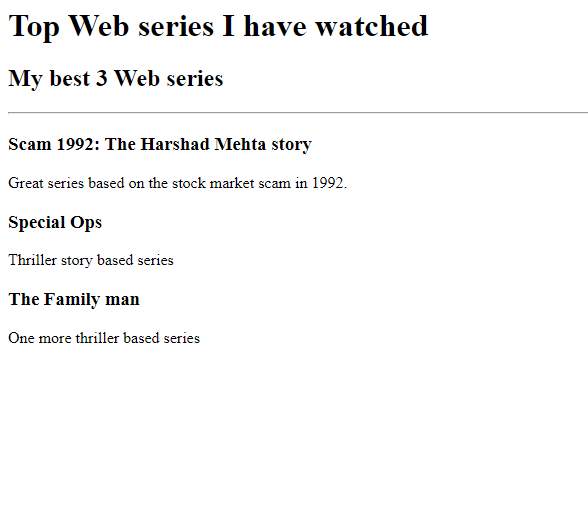 Top Web series I have watched
My best 3 Web series
Scam 1992: The Harshad Mehta story
Great series based on the stock market scam in 1992.
Special Ops
Thriller story based series
The Family man
One more thriller based series